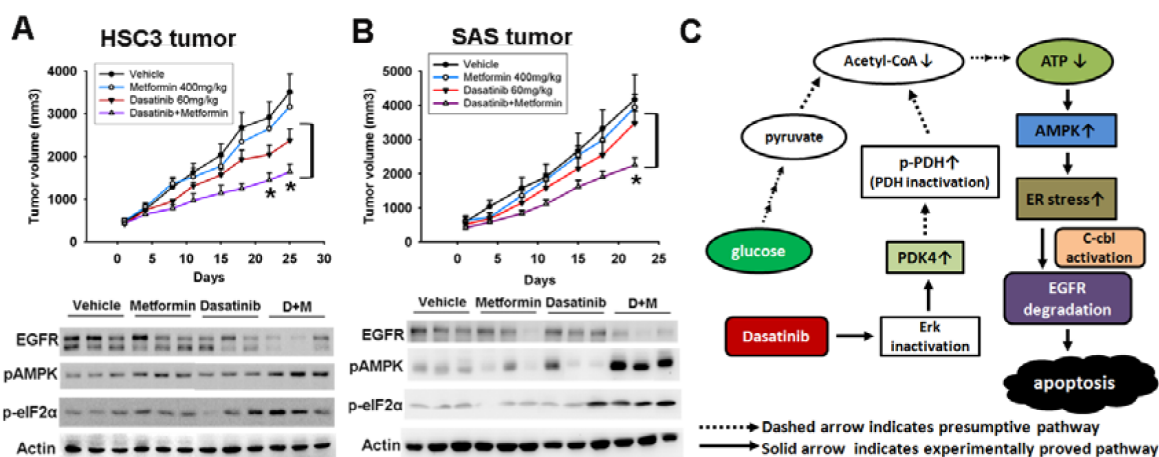 A
HSC3 tumor
4000
3000
2000
1000
0
Tumor volume (mm3)
Vehicle
Metformin 400mg/kg
Dasatinib 60mg/kg
Dasatinib+Metformin
*
*
0 5 10 15 20 25 30
Days
Vehicle Metformin Dasatinib D+M
EGFR
pAMPK
p-eIF2α
Actin
B
SAS tumor
5000
4000
3000
2000
1000
0
Tumor volume (mm3)
Vehicle
Metformin 400mg/kg
Dasatinib 60mg/kg
Dasatinib+Metformin
*
0 5 10 15 20 25
Days
Vehicle Metformin Dasatinib D+M
EGFR
pAMPK
p-eIF2α
Actin
C
Acetyl-CoA↓
ATP ↓
pyruvate
AMPK↑
p-PDH↑
(PDH inactivation)
ER stress↑
glucose
PDK4↑
C-cbl
activation
EGFR
degradation
Dasatinib
Erk
inactivation
apoptosis
Dashed arrow indicates presumptive pathway
Solid arrow indicates experimentally proved pathway